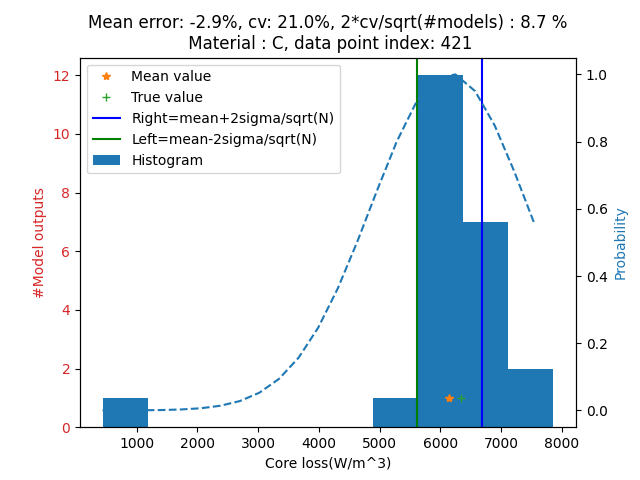 Mean error: -2.9%, cv: 21.0%, 2*cv/sqrt(#models) : 8.7 %
Material : C, data point index: 421
Mean value
True value
Right=mean+2sigma/sqrt(N)
Left=mean-2sigma/sqrt(N)
Histogram
#Model outputs
12
10
8
6
4
2
0
Probability
1.0
0.8
0.6
0.4
0.2
0.0
1000 2000 3000 4000 5000 6000 7000 8000
Core loss(W/m^3)